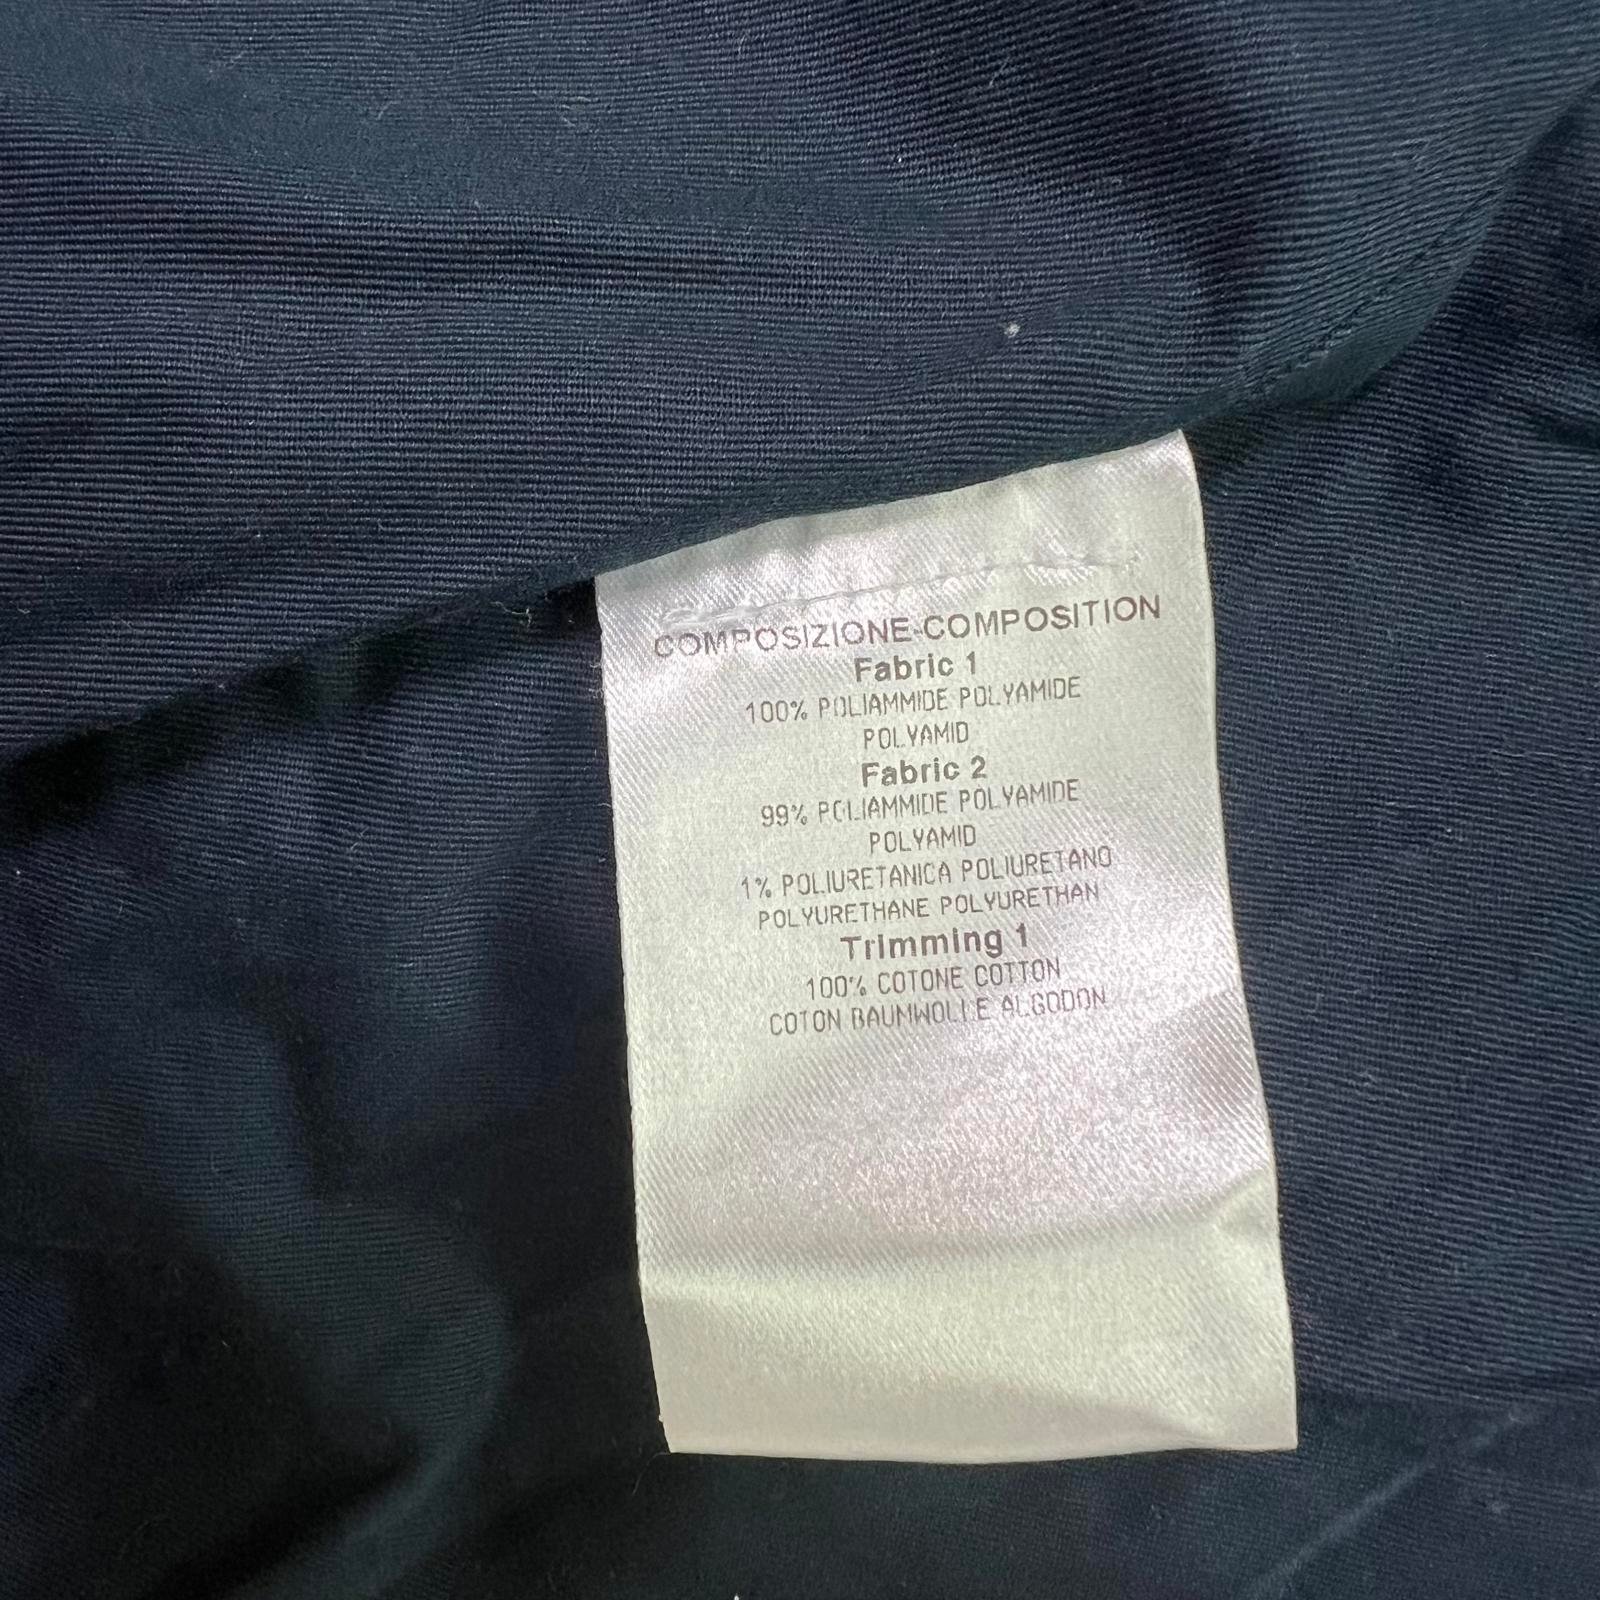 COMPOSIZIONE-COMPOSITION
Fabric 1
100% POLIAMMIDE POLYAMIDE
POLYAMID
Fabric 2
99% POLIAMMIDE POLYAMIDE
POLYAMID
1% POLIURETANICA POLIURETANO
POLYURETHANE POLYURETHAN
Trimming 1
100% COTONE COTTON
COTON BAUMWOLLE ALGODON